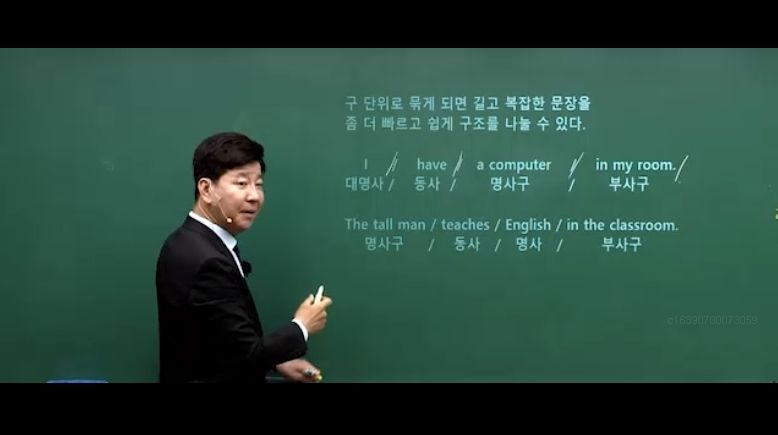 구 단위로 묶게 되면 길고 복잡한 문장을
좀 더 빠르고 쉽게 구조를 나눌 수 있다.
I / have / a computer / in my room. /
대명사 / 동사 / 명사구 / 부사구
The tall man / teaches / English / in the classroom.
명사구 / 동사 / 명사 / 부사구
c16890700073059